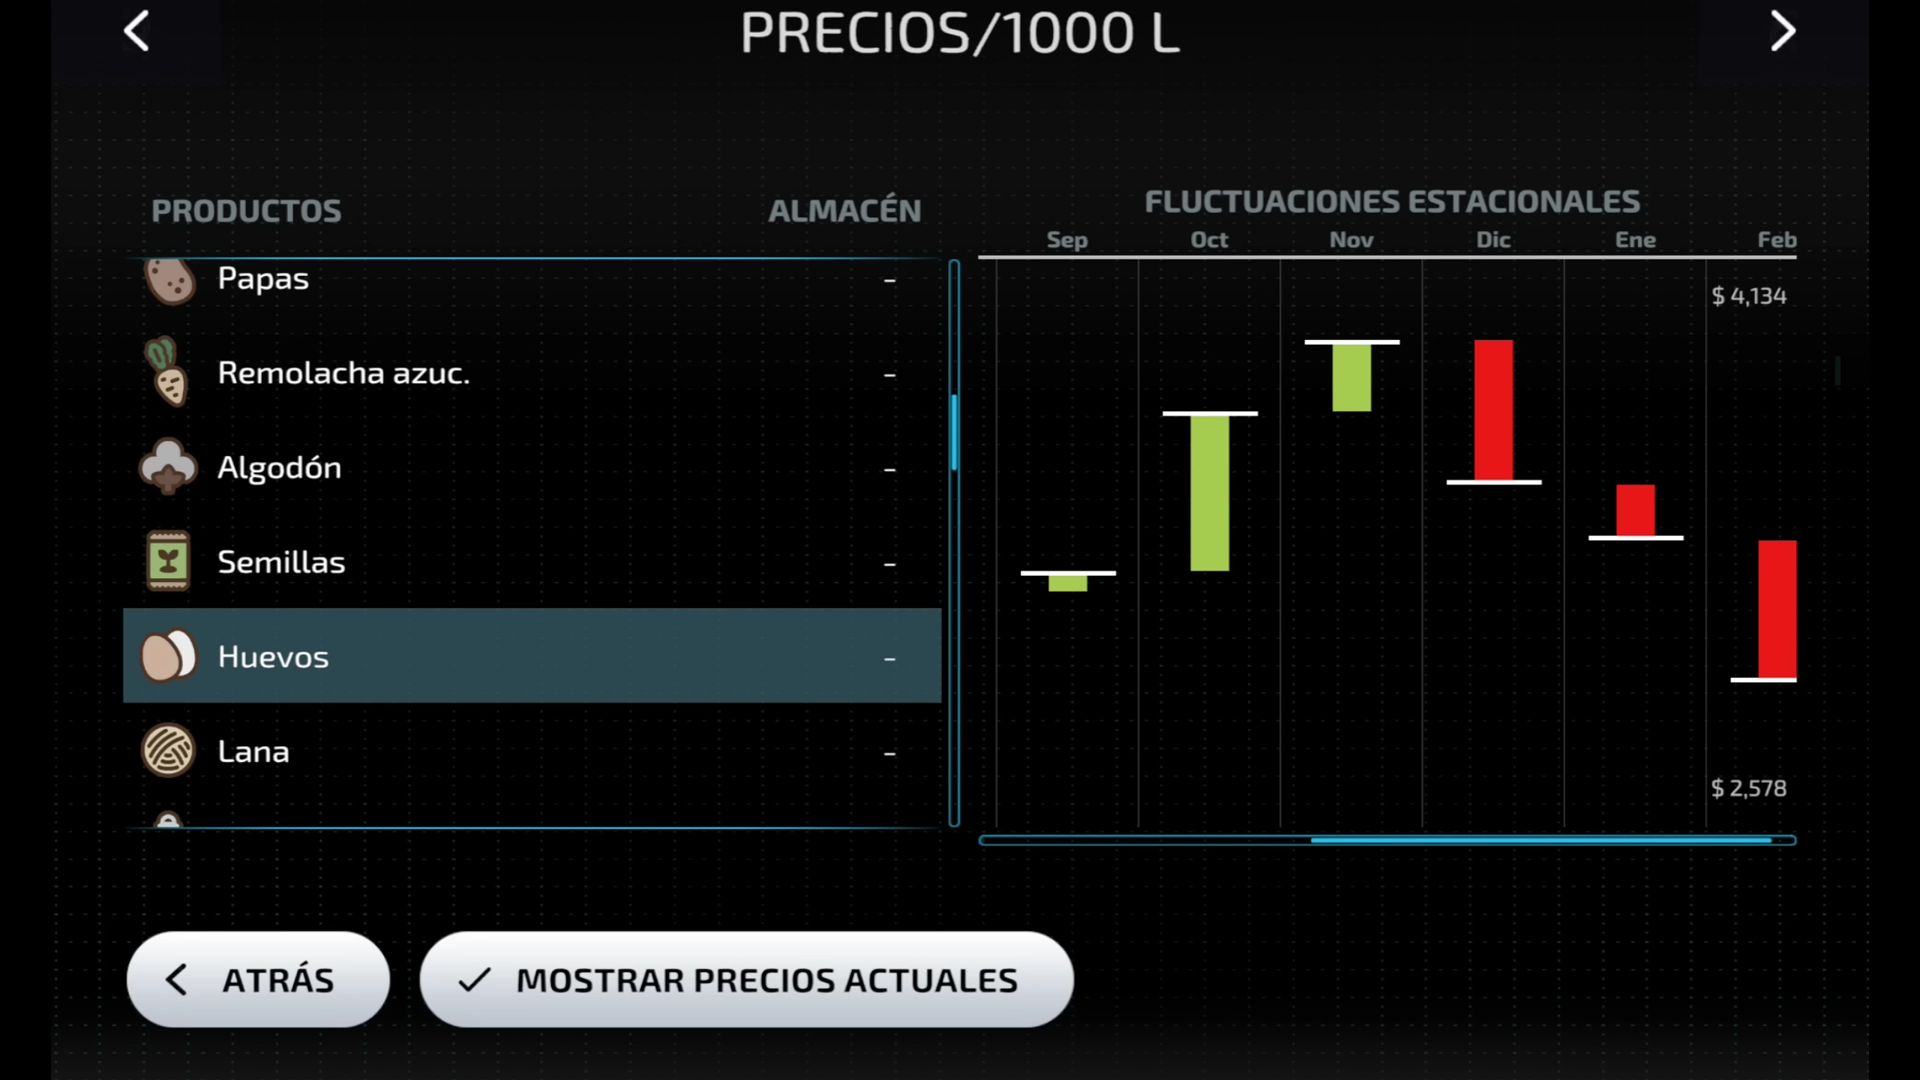 PRECIOS/1000 L
PRODUCTOS ALMACÉN
Papas -
Remolacha azuc. -
Algodón -
Semillas -
Huevos -
Lana -
FLUCTUACIONES ESTACIONALES
Sep Oct Nov Dic Ene Feb
$ 4,134
$ 2,578
ATRÁS
MOSTRAR PRECIOS ACTUALES